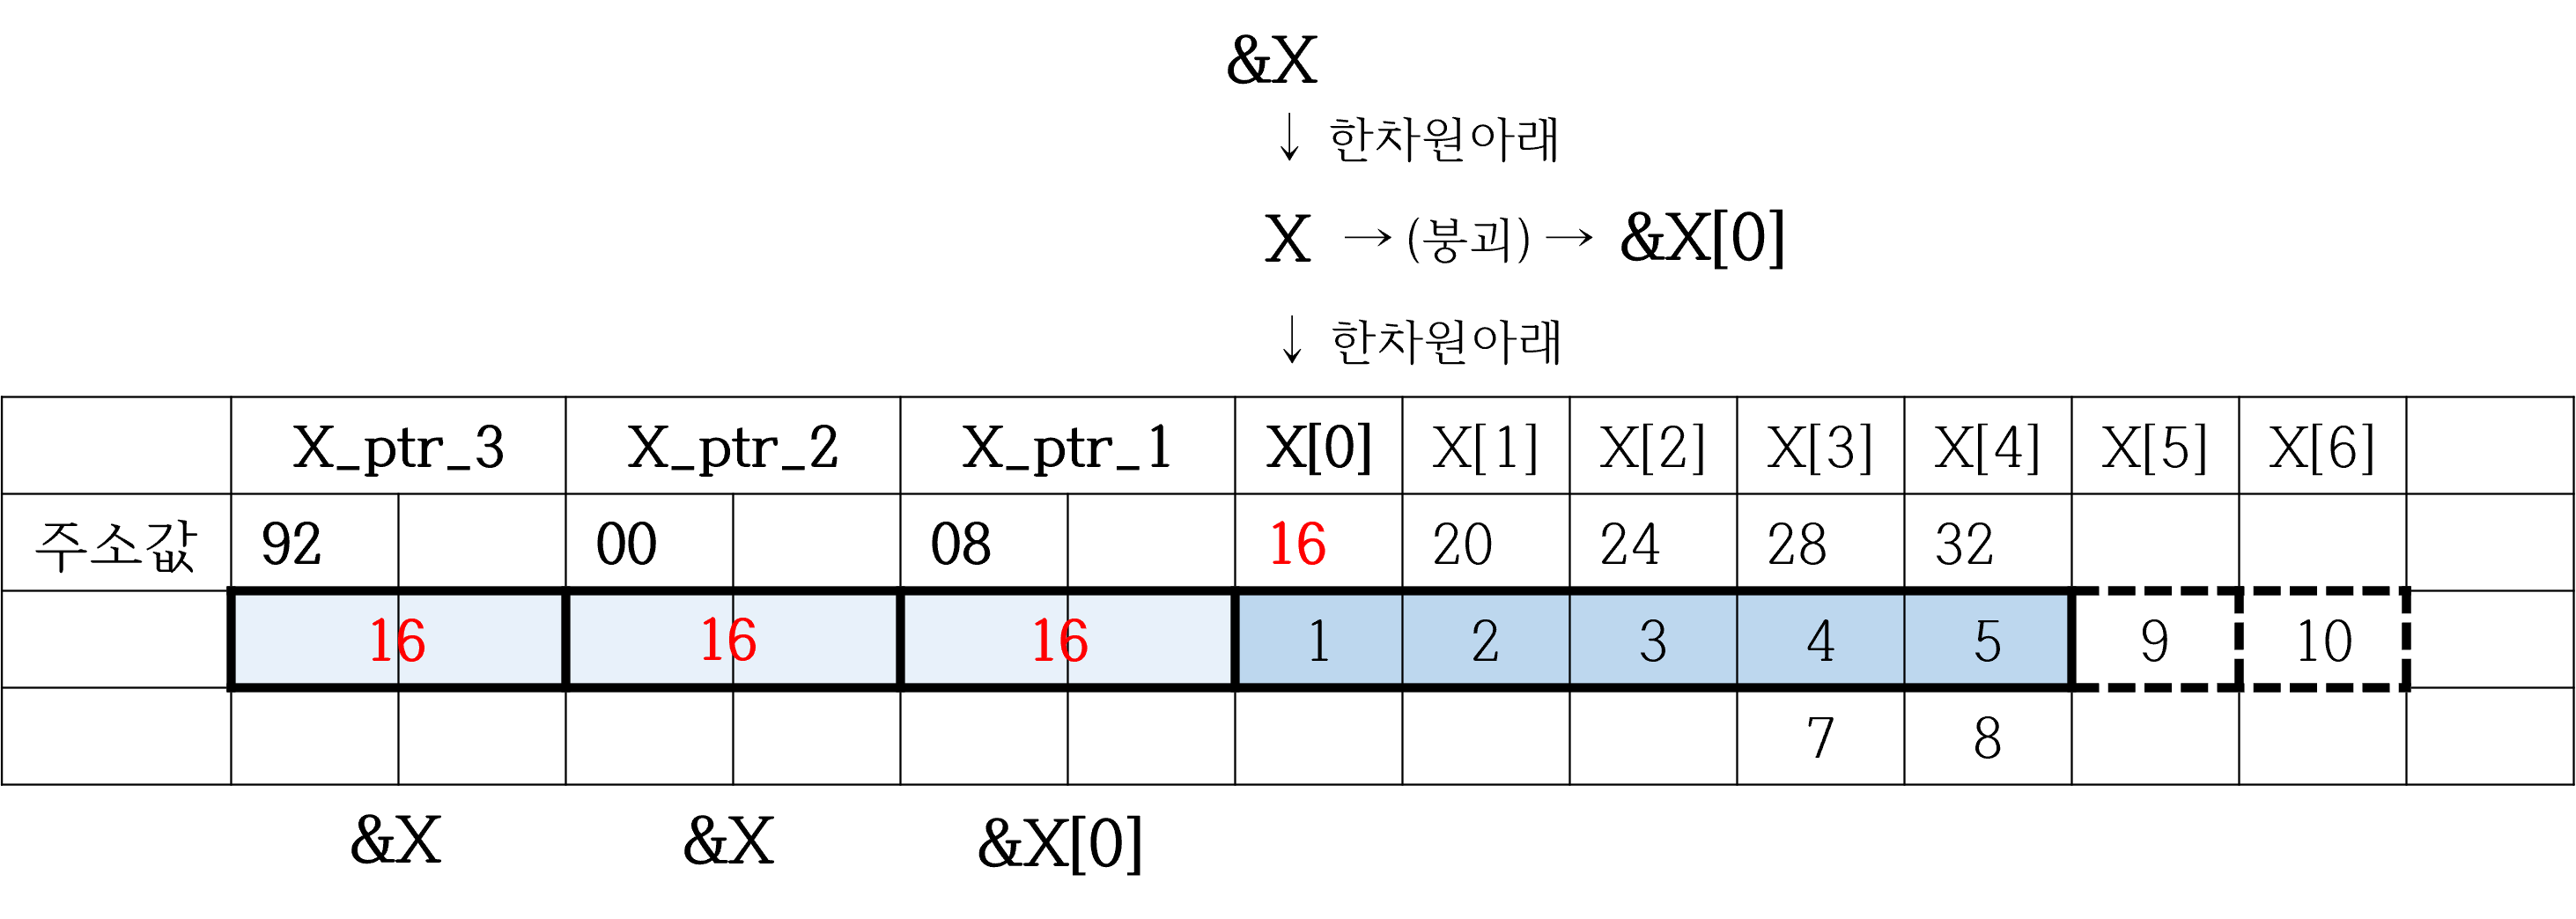 &X
↓ 한차원아래
X → (붕괴) → &X[0]
↓ 한차원아래
X_ptr_3 X_ptr_2 X_ptr_1 X[0] X[1] X[2] X[3] X[4] X[5] X[6]
주소값 92 00 08 16 20 24 28 32
16 16 16 1 2 3 4 5 9 10
7 8
&X &X &X[0]